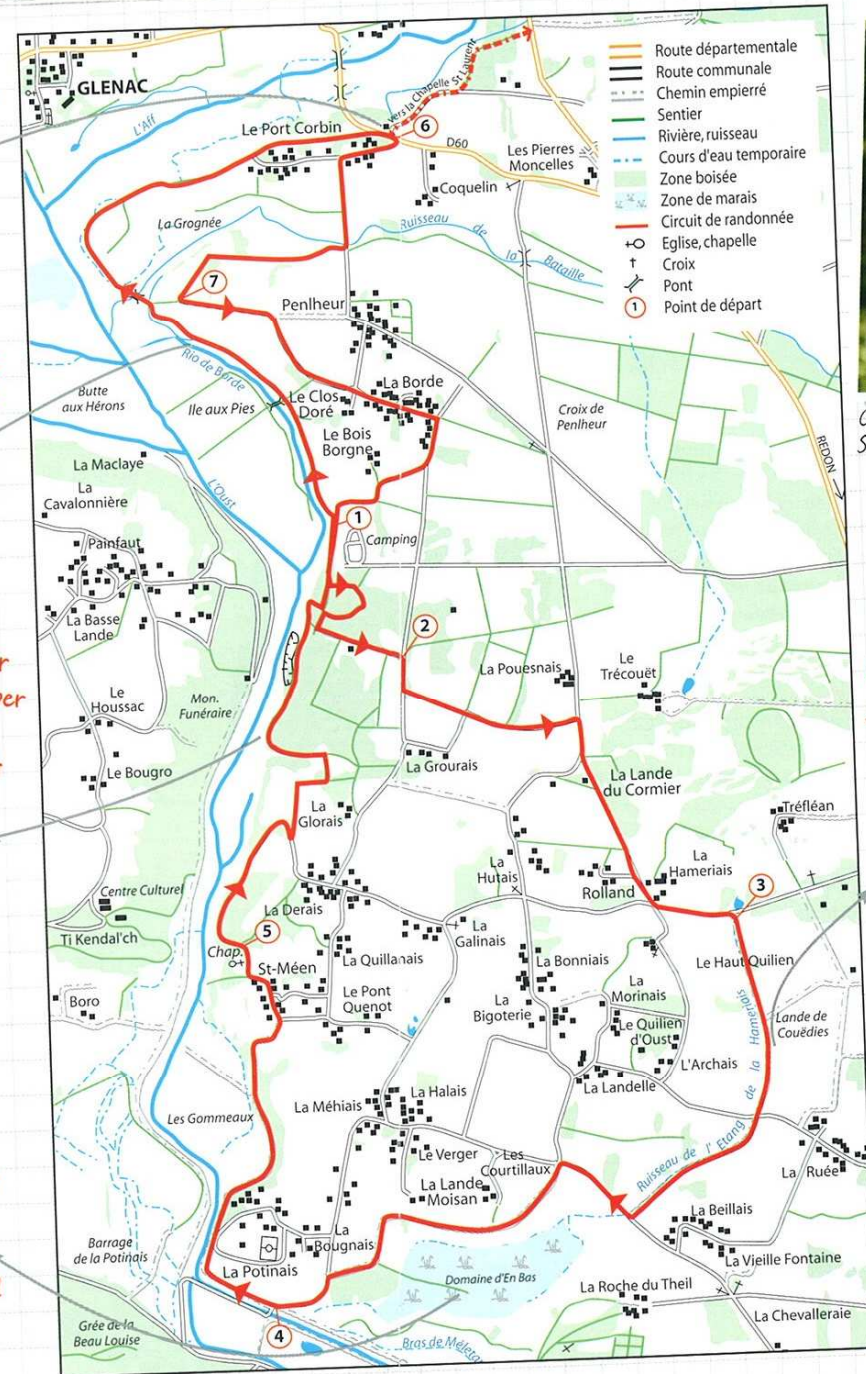 GLENAC
L'Aff
vers la Chapelle St Laurent
Le Port Corbin
6
D60
Les Pierres
Moncelles
Coquelin
La Grognée
Ruisseau de la Bataille
7
Penlheur
Rio de Borde
Butte
aux Hérons
Ile aux Pies
Le Clos
Doré
La Borde
Le Bois
Borgne
Croix de
Penlheur
REDON
La Maclaye
La
Cavalonnière
L'Oust
Painfaut
1
Camping
La Basse
Lande
2
La Pouesnais
Le
Trécouët
Le
Houssac
Mon.
Funéraire
Le Bougro
La Grourais
La Lande
du Cormier
La
Glorais
Tréfléan
La
Hutais
La
Hameriais
Rolland
3
Centre Culturel
Ti Kendal'ch
La Derais
5
Chap.
La Quillanais
La
Galinais
St-Méen
La Bonniais
Le Haut Quilien
Boro
Le Pont
Quenot
La
Bigoterie
La
Morinais
Le Quilien
d'Oust
Lande de
Couëdies
L'Archais
La Landelle
Les Gommeaux
La Méhiais
La Halais
Ruisseau de l'Etang de la Hameriais
Le Verger
Les
Courtillaux
La Lande
Moisan
La Ruée
La Beillais
Barrage
de la Potinais
La
Bougnais
La Potinais
Domaine d'En Bas
La Vieille Fontaine
La Roche du Theil
Grée de la
Beau Louise
4
La Chevalleraie
Route départementale
Route communale
Chemin empierré
Sentier
Rivière, ruisseau
Cours d'eau temporaire
Zone boisée
Zone de marais
Circuit de randonnée
Eglise, chapelle
Croix
Pont
1 Point de départ